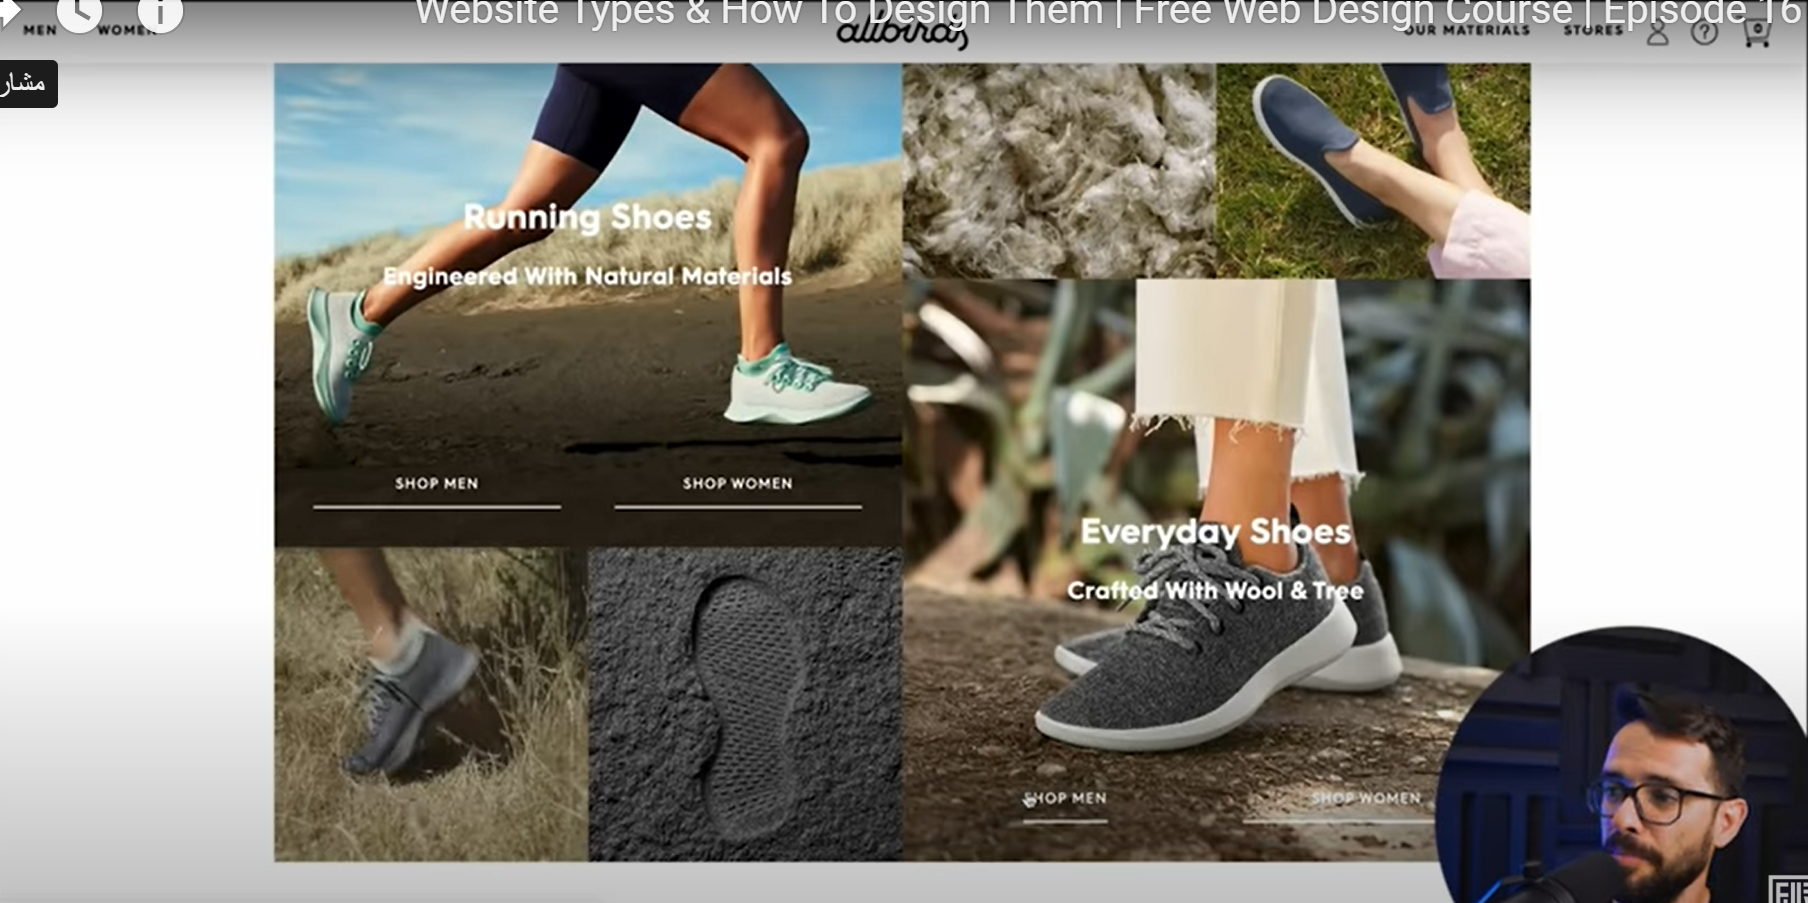 Website Types & How To Design Them | Free Web Design Course | Episode 16
MEN
WOMEN
allbirds
OUR MATERIALS
STORES
0
مشار
Running Shoes
Engineered With Natural Materials
SHOP MEN
SHOP WOMEN
Everyday Shoes
Crafted With Wool & Tree
SHOP MEN
SHOP WOMEN